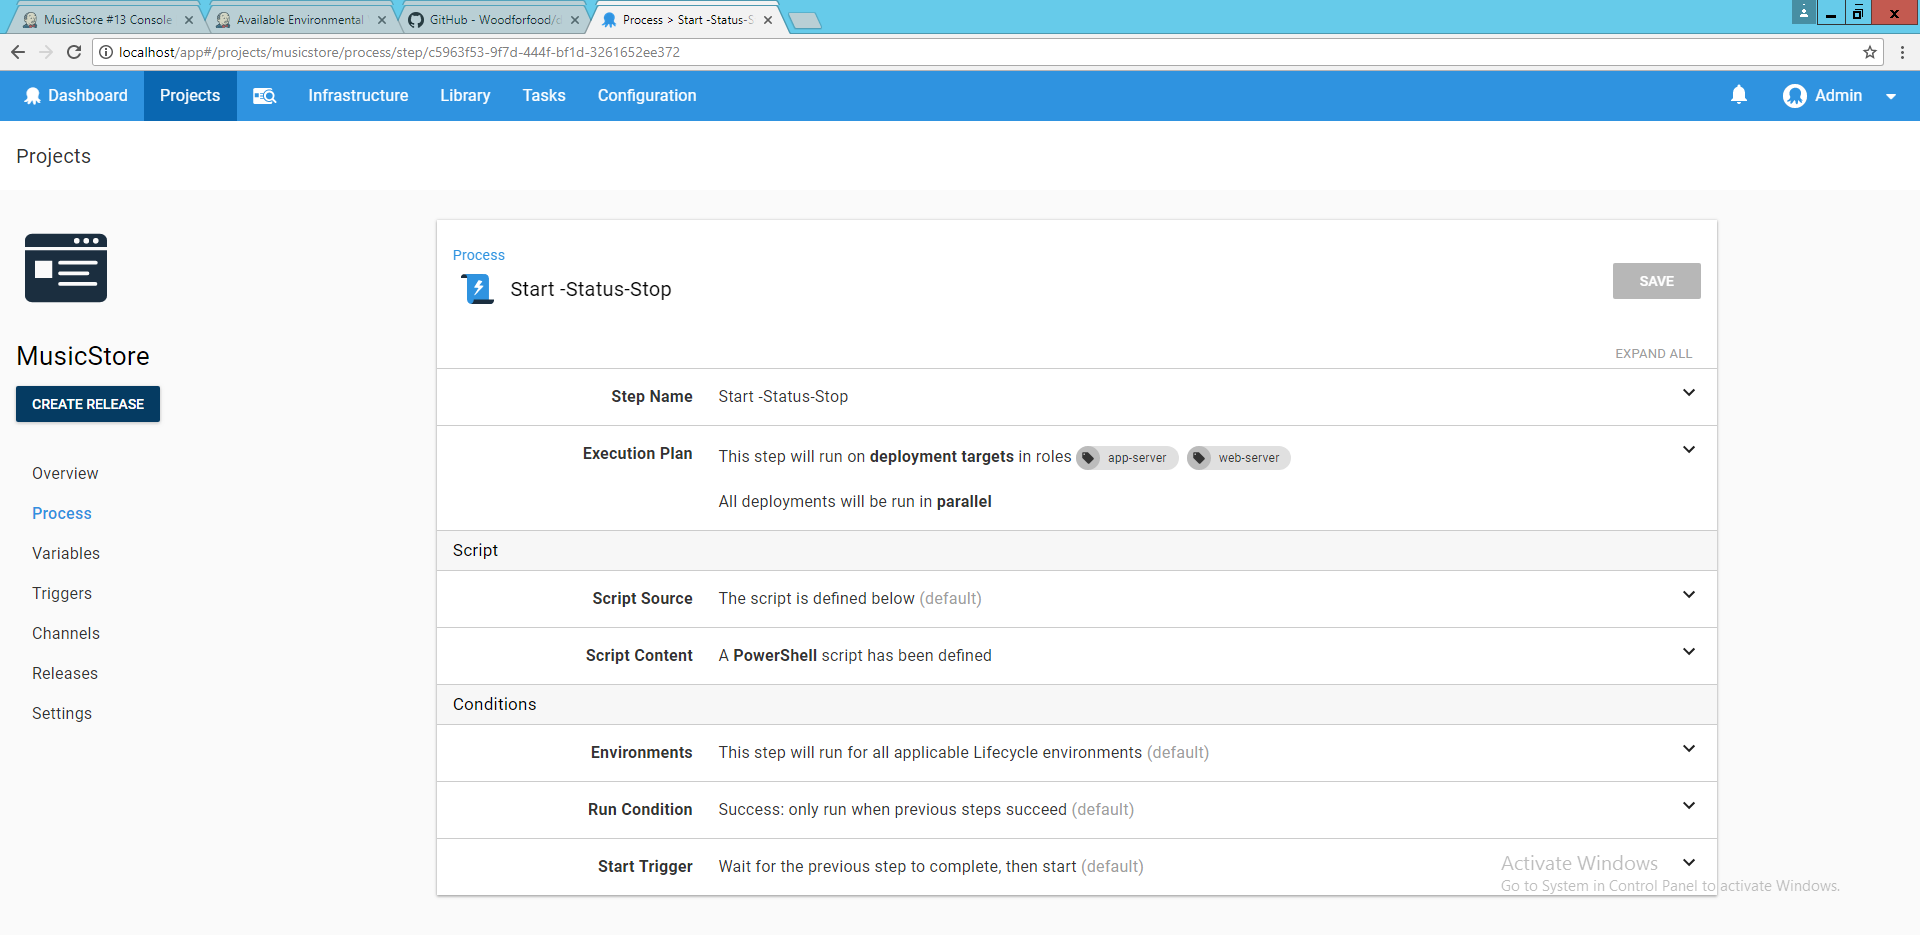 MusicStore #13 Console
Available Environmental
GitHub - Woodforfood/
Process > Start -Status-S
localhost/app#/projects/musicstore/process/step/c5963f53-9f7d-444f-bf1d-3261652ee372
Dashboard
Projects
Infrastructure
Library
Tasks
Configuration
Admin
Projects
MusicStore
CREATE RELEASE
Overview
Process
Variables
Triggers
Channels
Releases
Settings
Process
Start -Status-Stop
SAVE
EXPAND ALL
Step Name Start -Status-Stop
Execution Plan This step will run on deployment targets in roles app-server web-server
All deployments will be run in parallel
Script
Script Source The script is defined below (default)
Script Content A PowerShell script has been defined
Conditions
Environments This step will run for all applicable Lifecycle environments (default)
Run Condition Success: only run when previous steps succeed (default)
Start Trigger Wait for the previous step to complete, then start (default)
Activate Windows
Go to System in Control Panel to activate Windows.